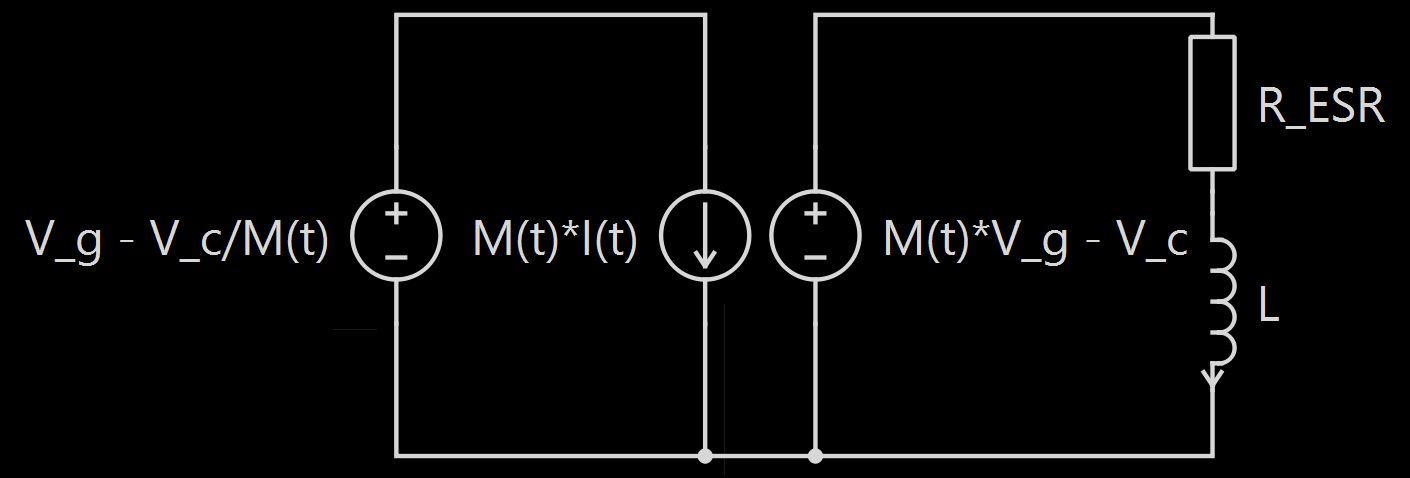 R_ESR
V_g - V_c/M(t)
M(t)*I(t)
M(t)*V_g - V_c
L